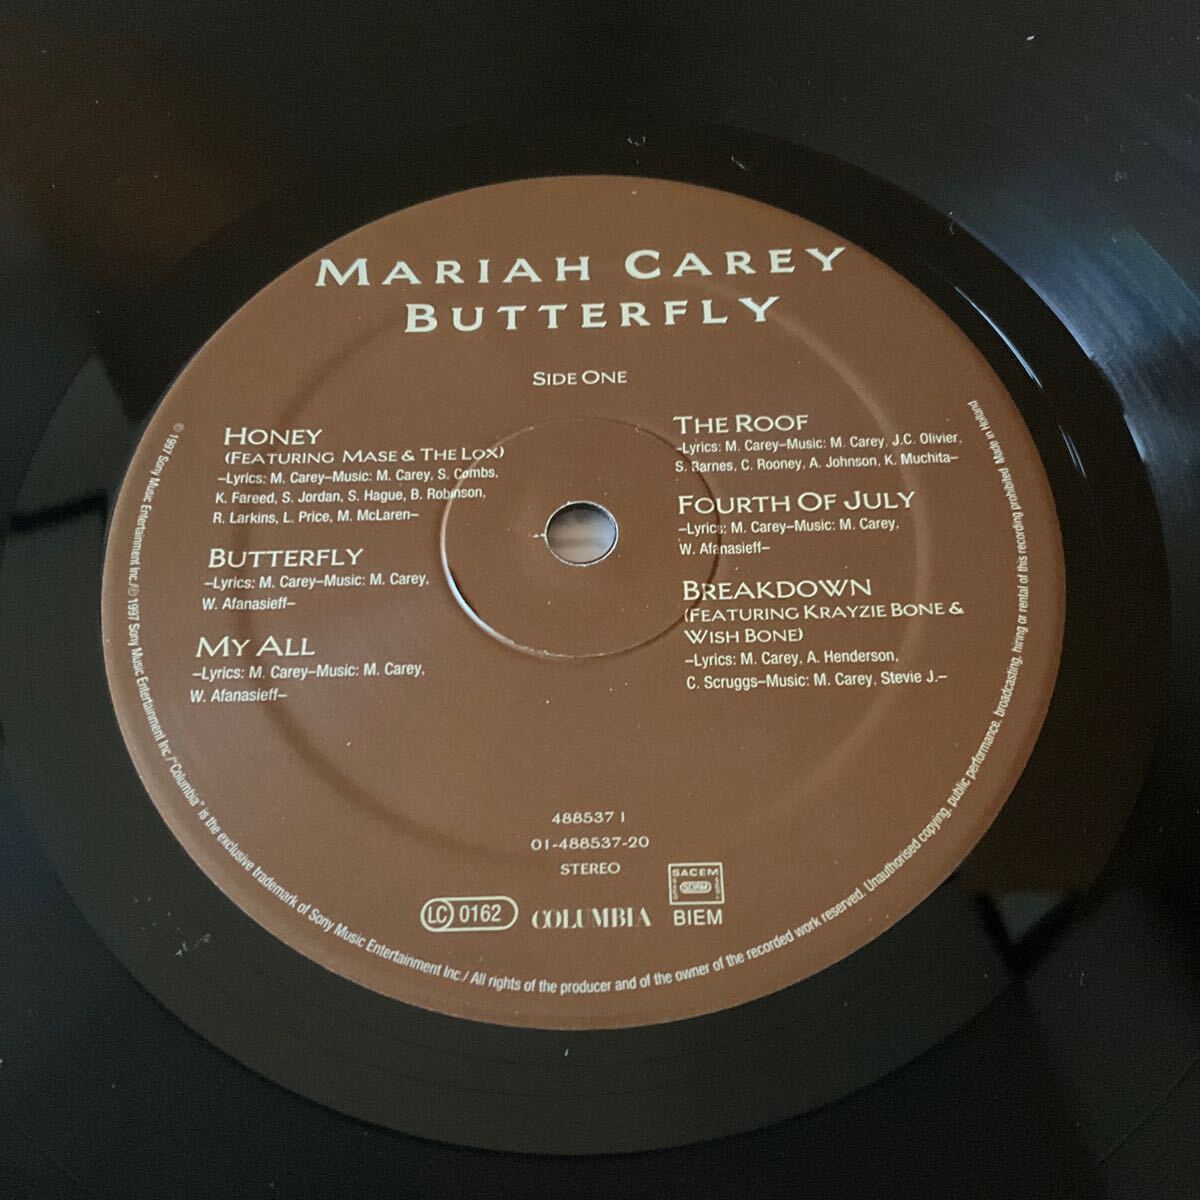 MARIAH CAREY
BUTTERFLY
SIDE ONE
HONEY
(FEATURING MASE & THE LOX)
–Lyrics: M. Carey–Music: M. Carey, S. Combs,
K. Fareed, S. Jordan, S. Hague, B. Robinson,
R. Larkins, L. Price, M. McLaren–
BUTTERFLY
–Lyrics: M. Carey–Music: M. Carey,
W. Afanasieff–
MY ALL
–Lyrics: M. Carey–Music: M. Carey,
W. Afanasieff–
THE ROOF
–Lyrics: M. Carey–Music: M. Carey, J.C. Olivier,
S. Barnes, C. Rooney, A. Johnson, K. Muchita–
FOURTH OF JULY
–Lyrics: M. Carey–Music: M. Carey,
W. Afanasieff–
BREAKDOWN
(FEATURING KRAYZIE BONE &
WISH BONE)
–Lyrics: M. Carey, A. Henderson,
C. Scruggs–Music: M. Carey, Stevie J.–
488537 1
01-488537-20
STEREO
LC 0162
COLUMBIA
SACEM
SDRM
BIEM
© 1997 Sony Music Entertainment Inc./℗ 1997 Sony Music Entertainment Inc./"Columbia" is the exclusive trademark of Sony Music Entertainment Inc./ All rights of the producer and of the owner of the recorded work reserved. Unauthorised copying, public performance, broadcasting, hiring or rental of this recording prohibited Made in Holland